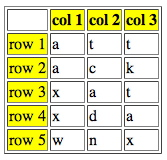 col 1 col 2 col 3
row 1 a t t
row 2 a c k
row 3 x a t
row 4 x d a
row 5 w n x